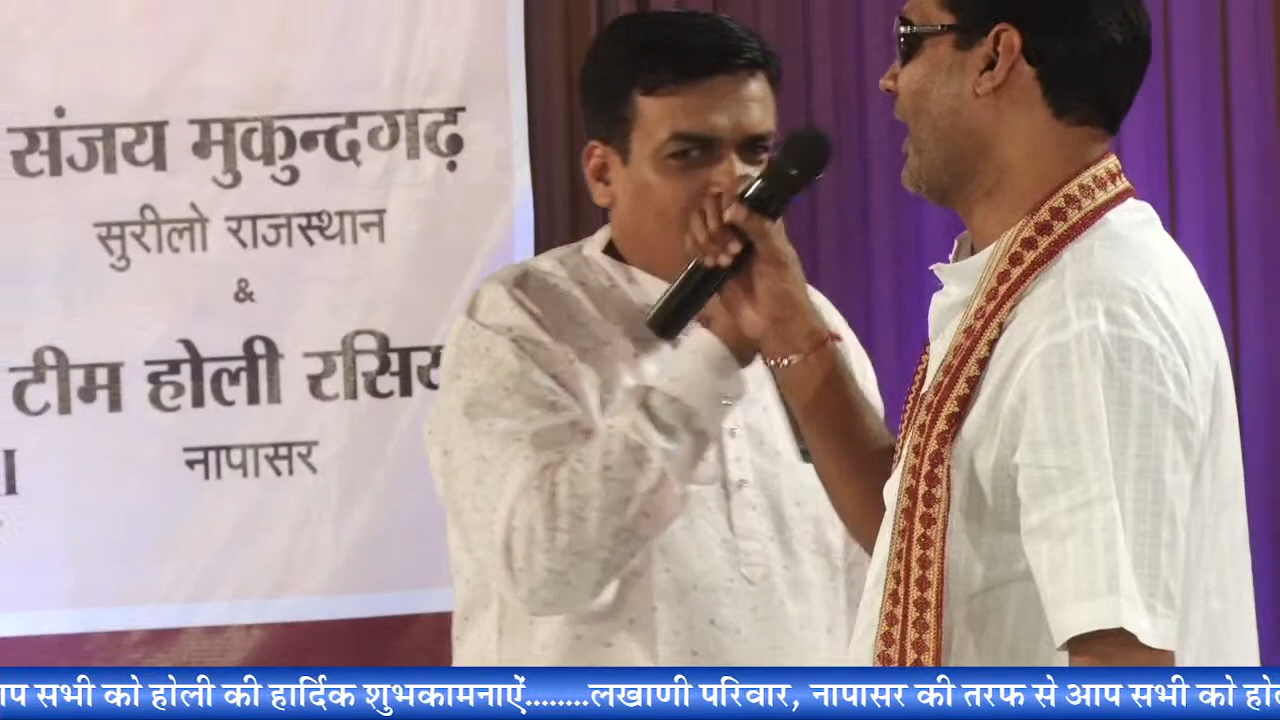 संजय मुकुन्दगढ़
सुरीलो राजस्थान
&
टीम होली रसिय
नापासर
सभी को होली की हार्दिक शुभकामनाऐं........लखाणी परिवार, नापासर की तरफ से आप सभी को